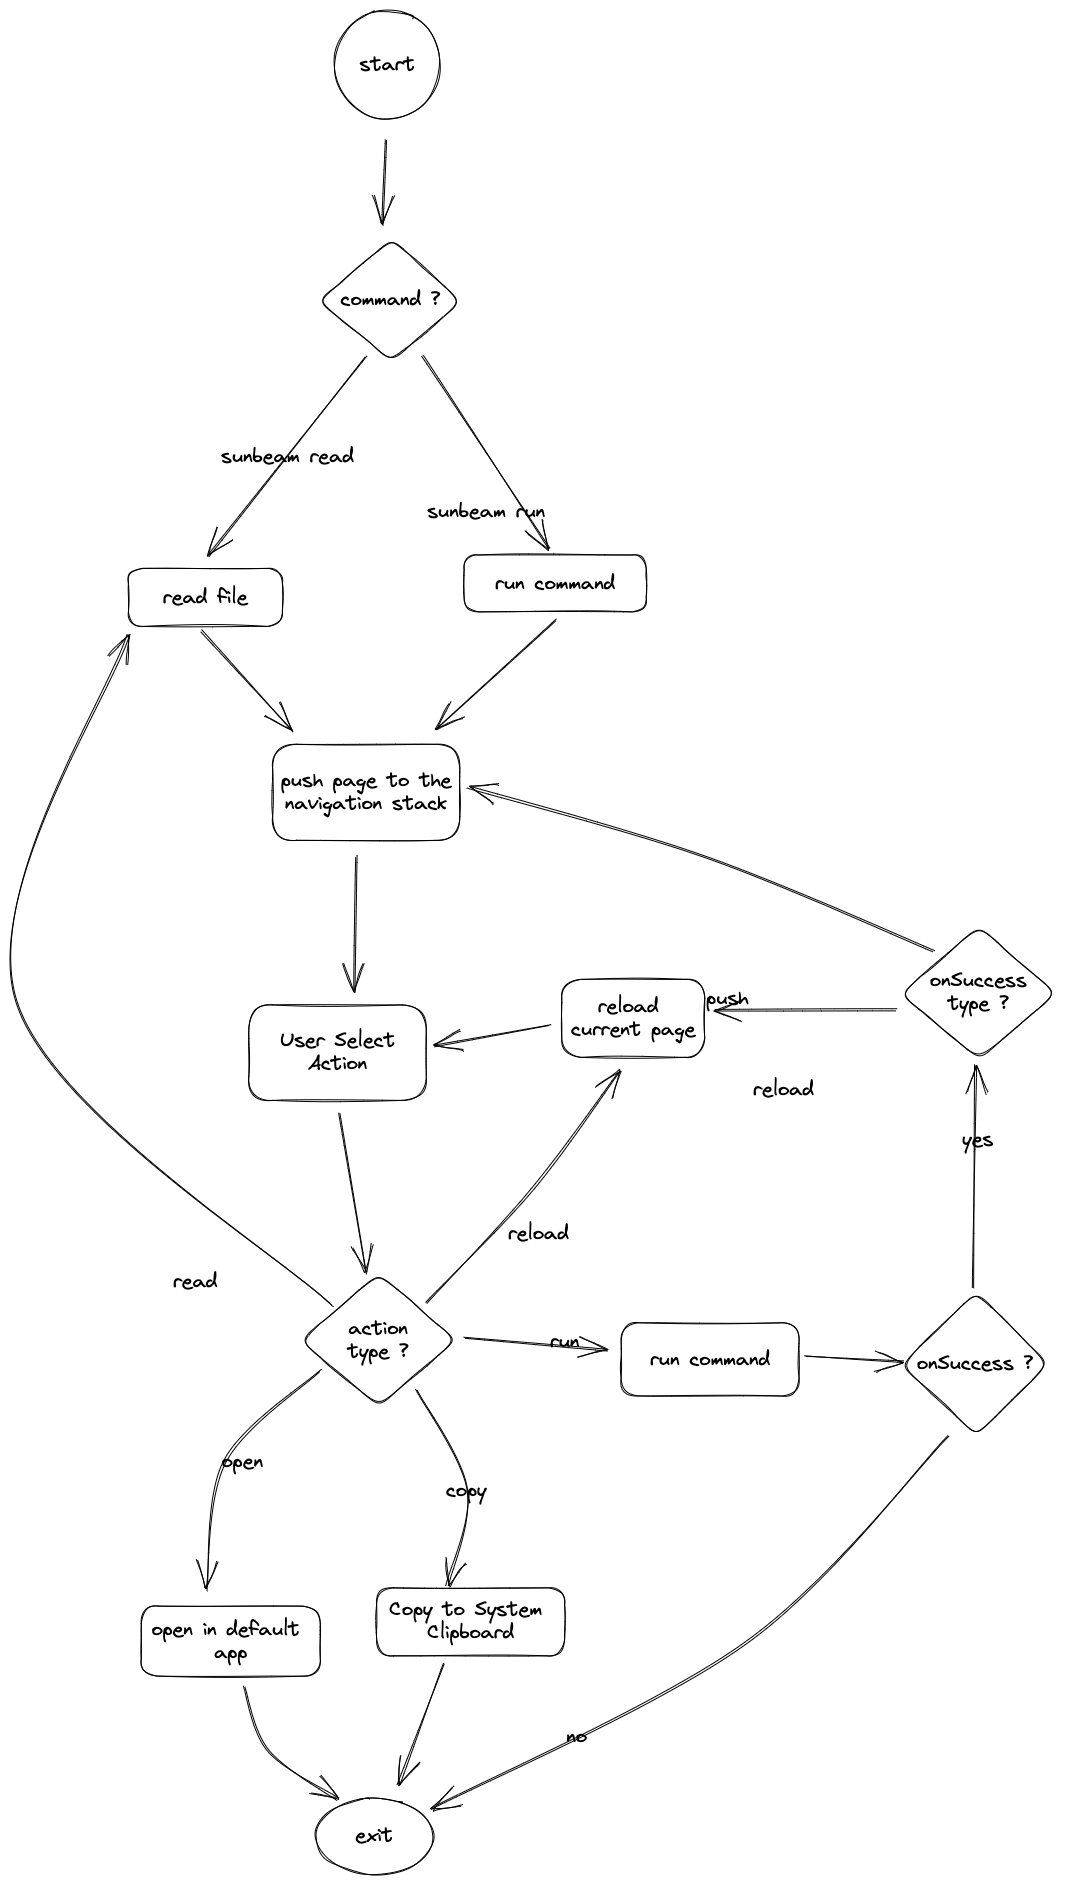 start
command ?
sunbeam read
sunbeam run
read file
run command
push page to the
navigation stack
onSuccess
type ?
push
reload
current page
User Select
Action
reload
yes
reload
read
action
type ?
run
run command
onSuccess ?
open
copy
Copy to System
Clipboard
open in default
app
no
exit